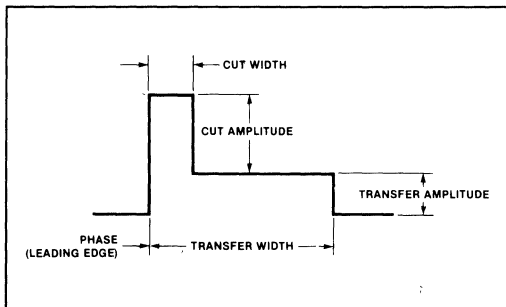 CUT WIDTH
CUT AMPLITUDE
TRANSFER AMPLITUDE
PHASE
(LEADING EDGE)
TRANSFER WIDTH